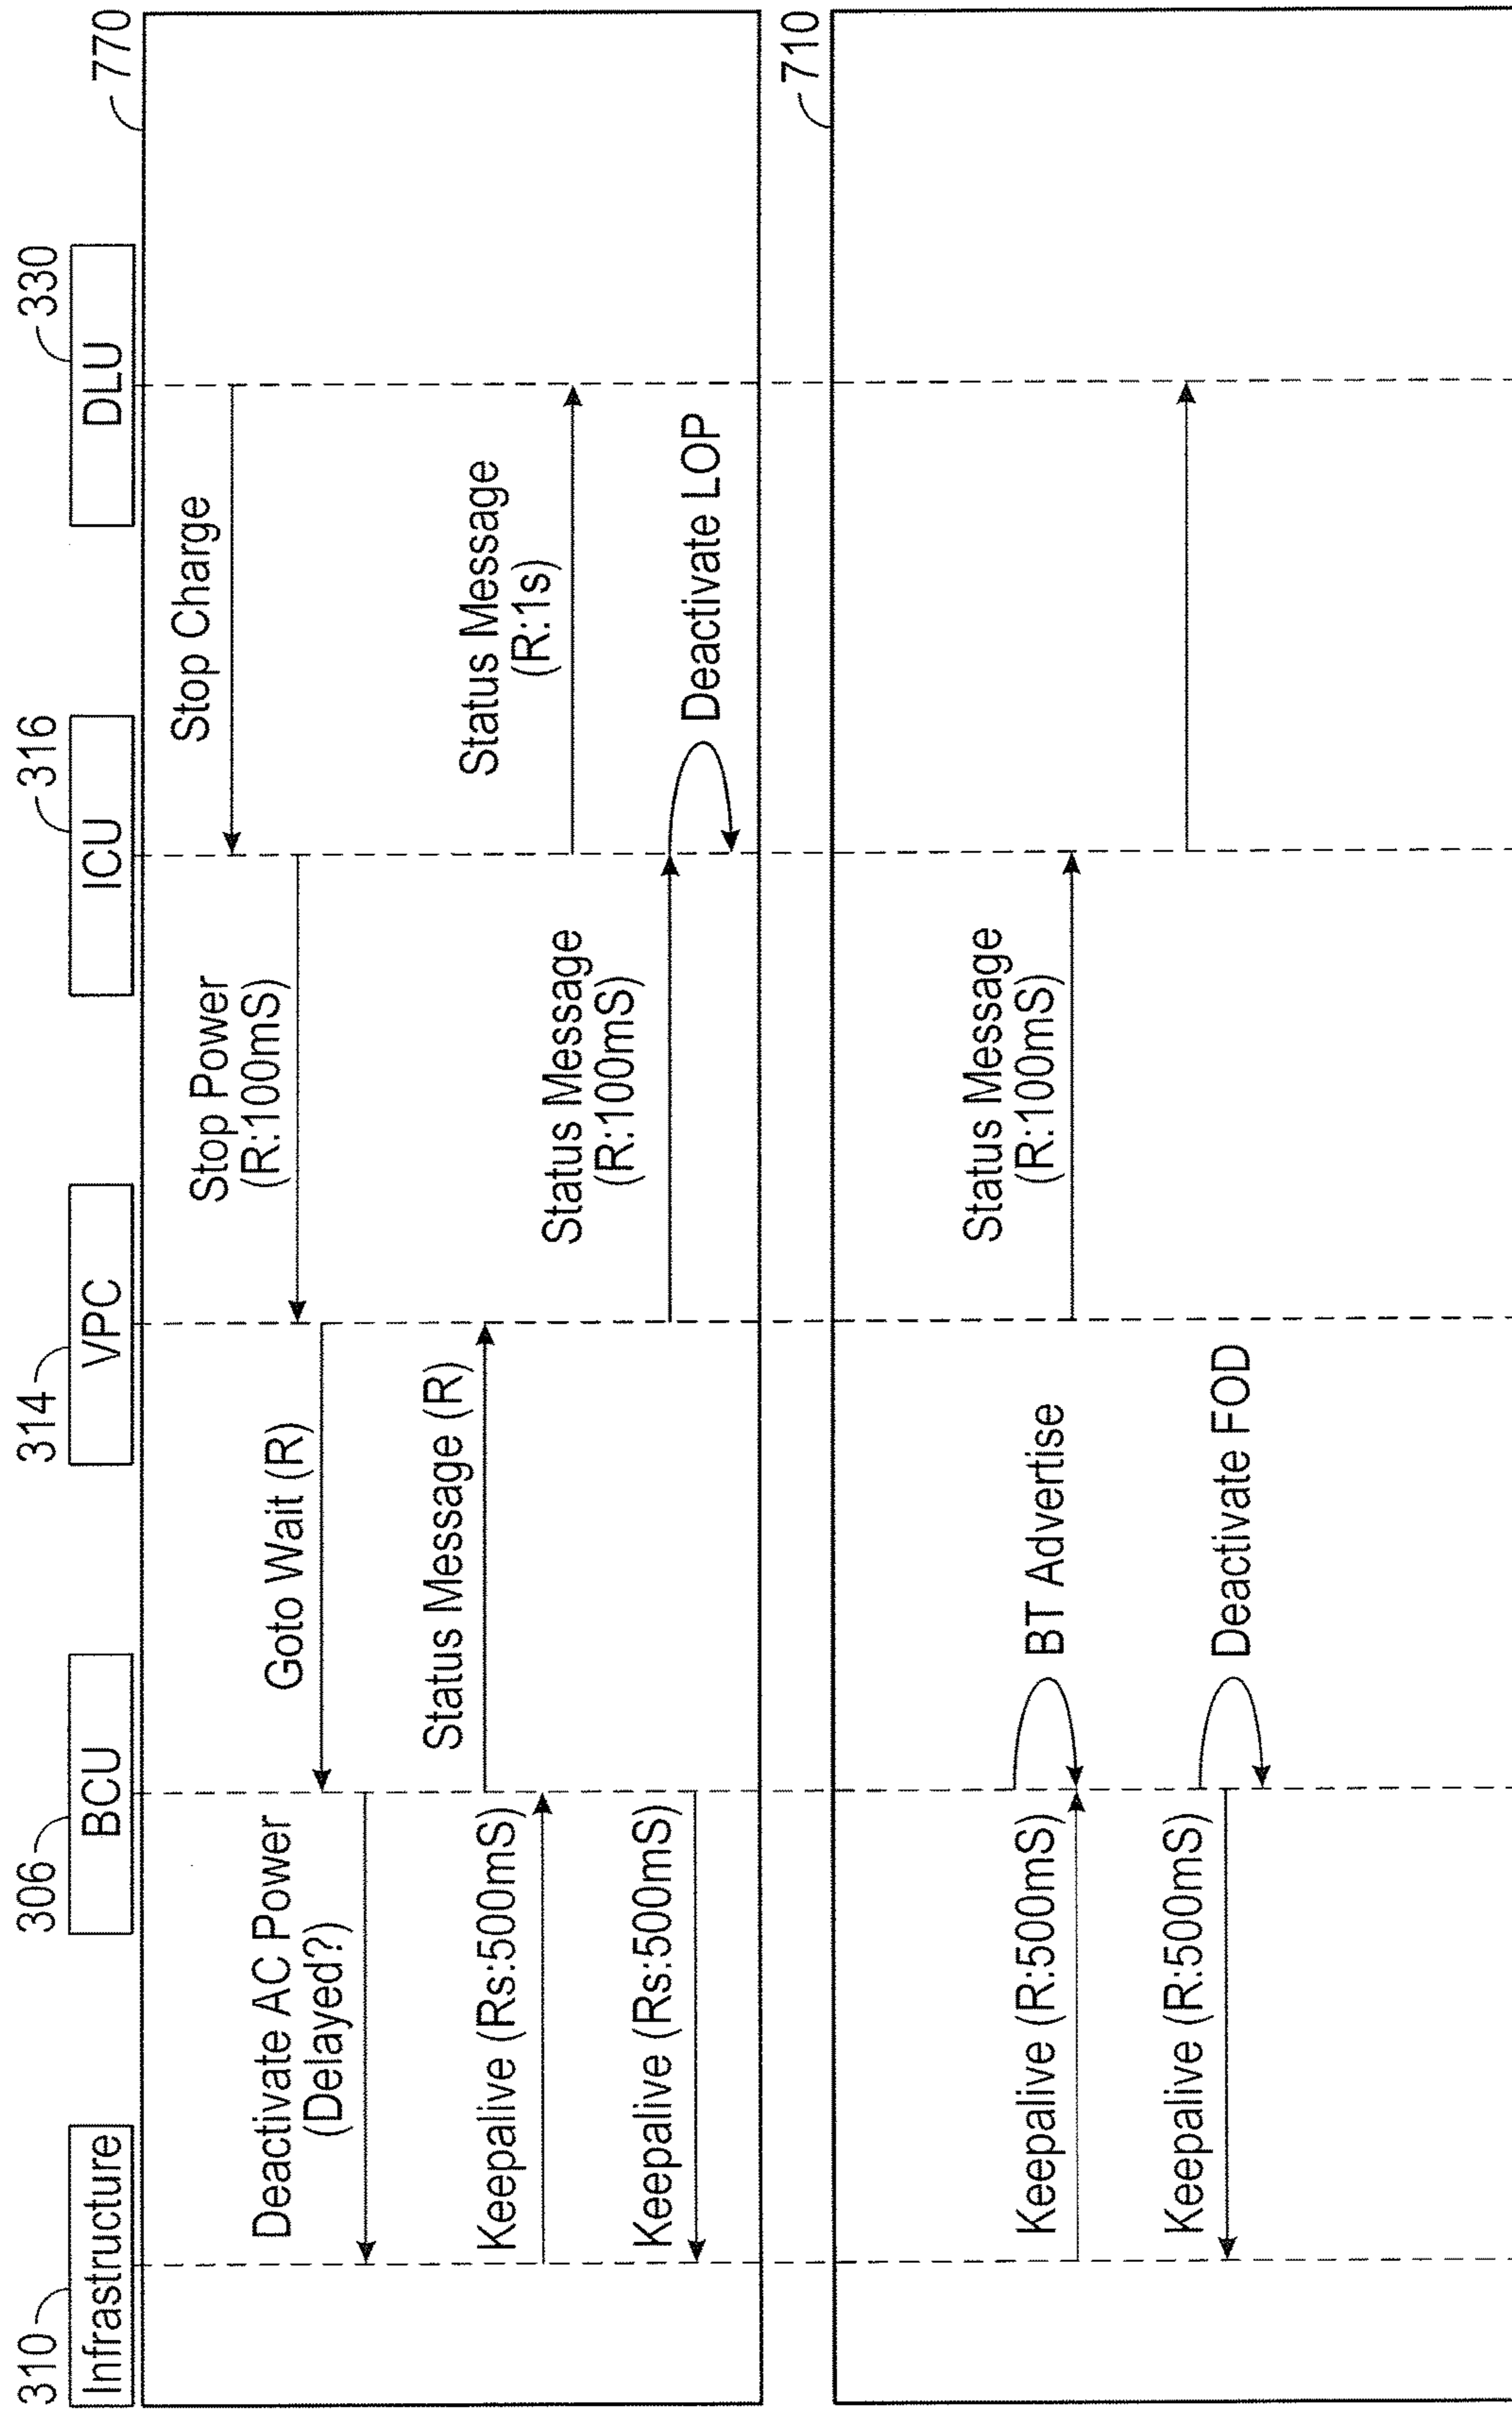 310
Infrastructure
306
BCU
314
VPC
316
ICU
330
DLU
770
Stop Charge
Stop Power
(R:100mS)
Goto Wait (R)
Deactivate AC Power
(Delayed?)
Status Message (R)
Status Message
(R:1s)
Keepalive (Rs:500mS)
Status Message
(R:100mS)
Keepalive (Rs:500mS)
Deactivate LOP
710
Status Message
(R:100mS)
BT Advertise
Keepalive (R:500mS)
Keepalive (R:500mS)
Deactivate FOD